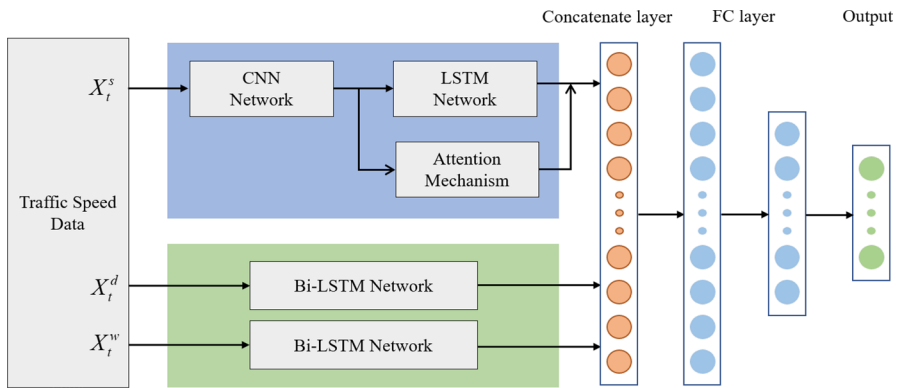 Concatenate layer
FC layer
Output
X_t^s
CNN
Network
LSTM
Network
Attention
Mechanism
Traffic Speed
Data
X_t^d
Bi-LSTM Network
X_t^w
Bi-LSTM Network